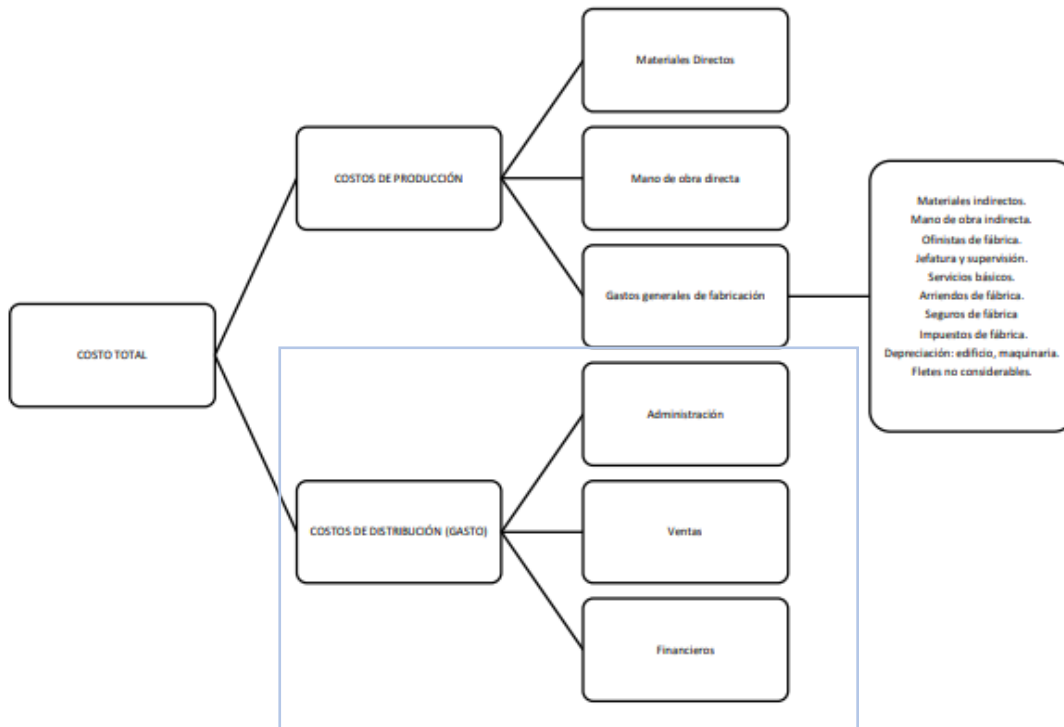 Materiales Directos
COSTOS DE PRODUCCIÓN
Mano de obra directa
Gastos generales de fabricación
Materiales indirectos.
Mano de obra indirecta.
Ofinistas de fábrica.
Jefatura y supervisión.
Servicios básicos.
Arriendos de fábrica.
Seguros de fábrica
Impuestos de fábrica.
Depreciación: edificio, maquinaria.
Fletes no considerables.
COSTO TOTAL
Administración
COSTOS DE DISTRIBUCIÓN (GASTO)
Ventas
Financieros